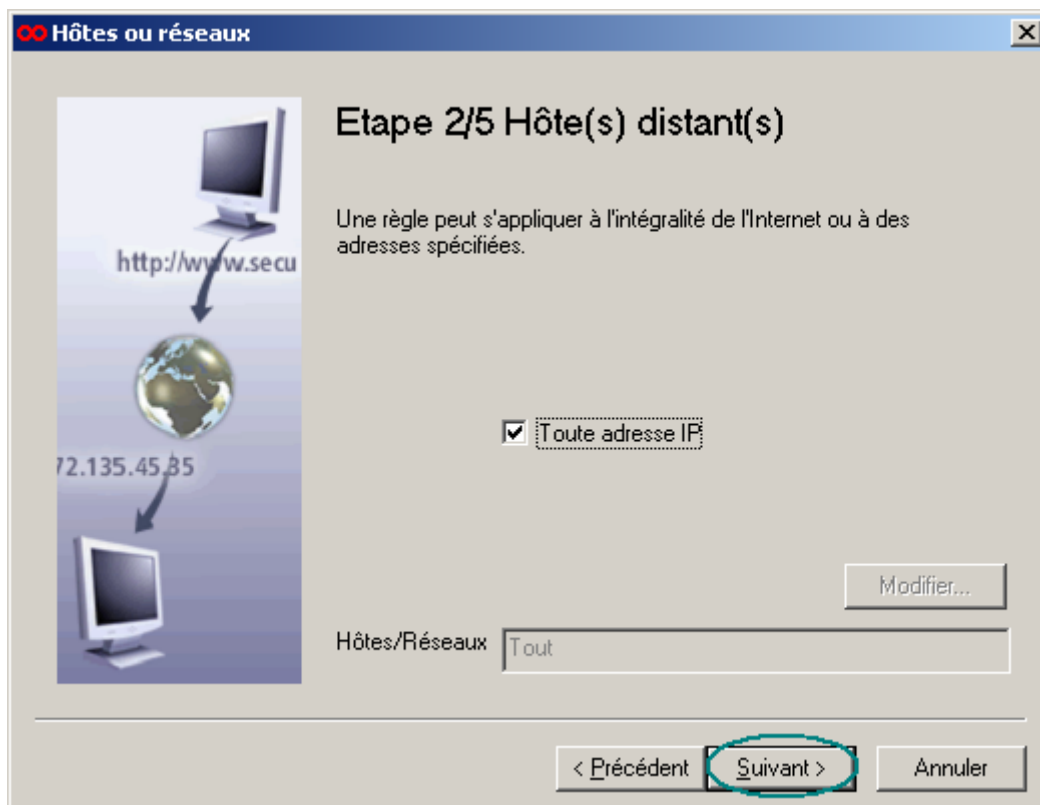 Hôtes ou réseaux
Etape 2/5 Hôte(s) distant(s)
Une règle peut s'appliquer à l'intégralité de l'Internet ou à des
adresses spécifiées.
http://www.secu
72.135.45.35
Toute adresse IP
Modifier...
Hôtes/Réseaux Tout
< Précédent Suivant > Annuler